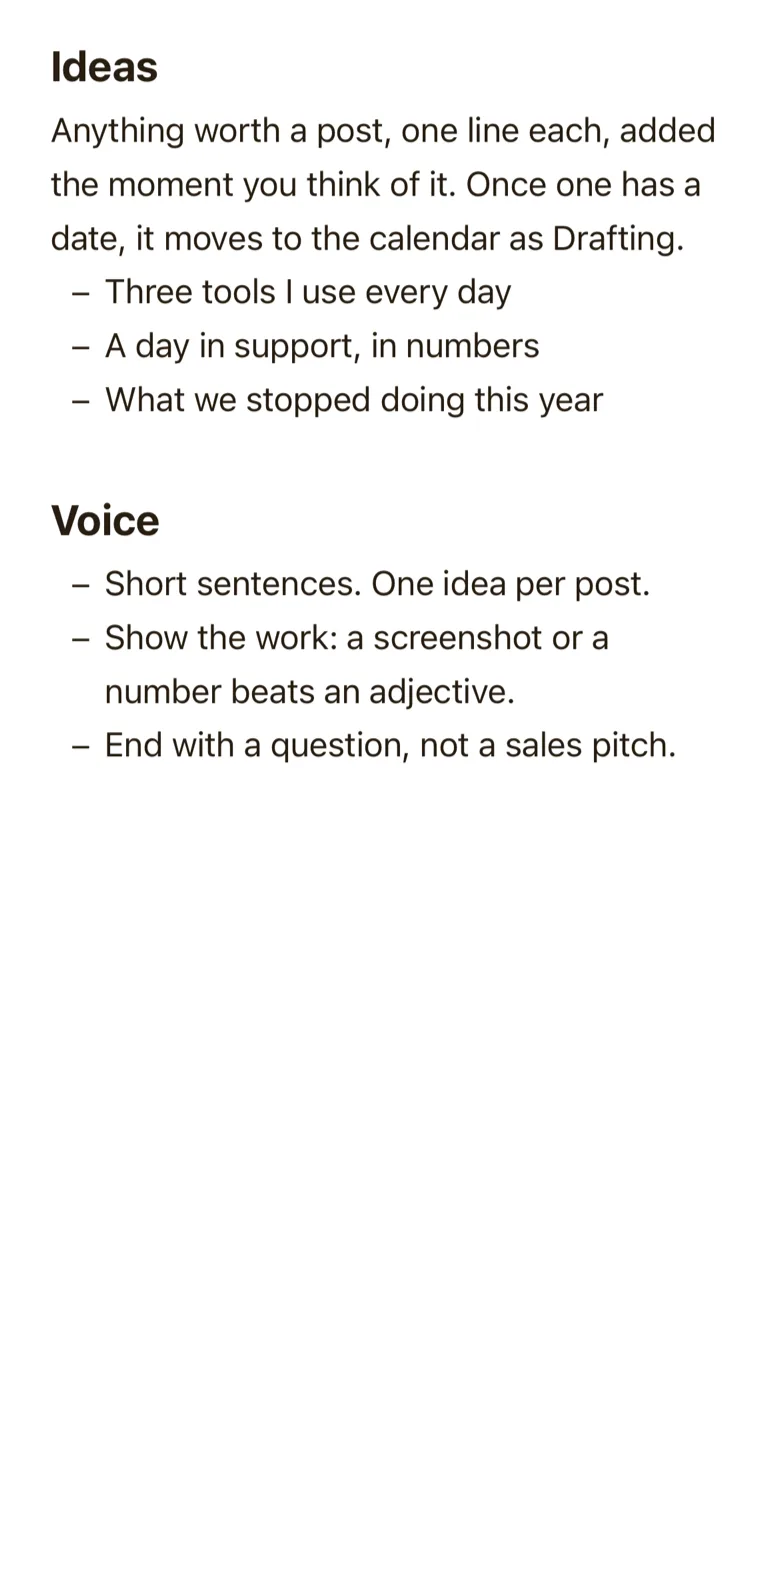 Ideas
Anything worth a post, one line each, added
the moment you think of it. Once one has a
date, it moves to the calendar as Drafting.
– Three tools I use every day
– A day in support, in numbers
– What we stopped doing this year
Voice
– Short sentences. One idea per post.
– Show the work: a screenshot or a
number beats an adjective.
– End with a question, not a sales pitch.